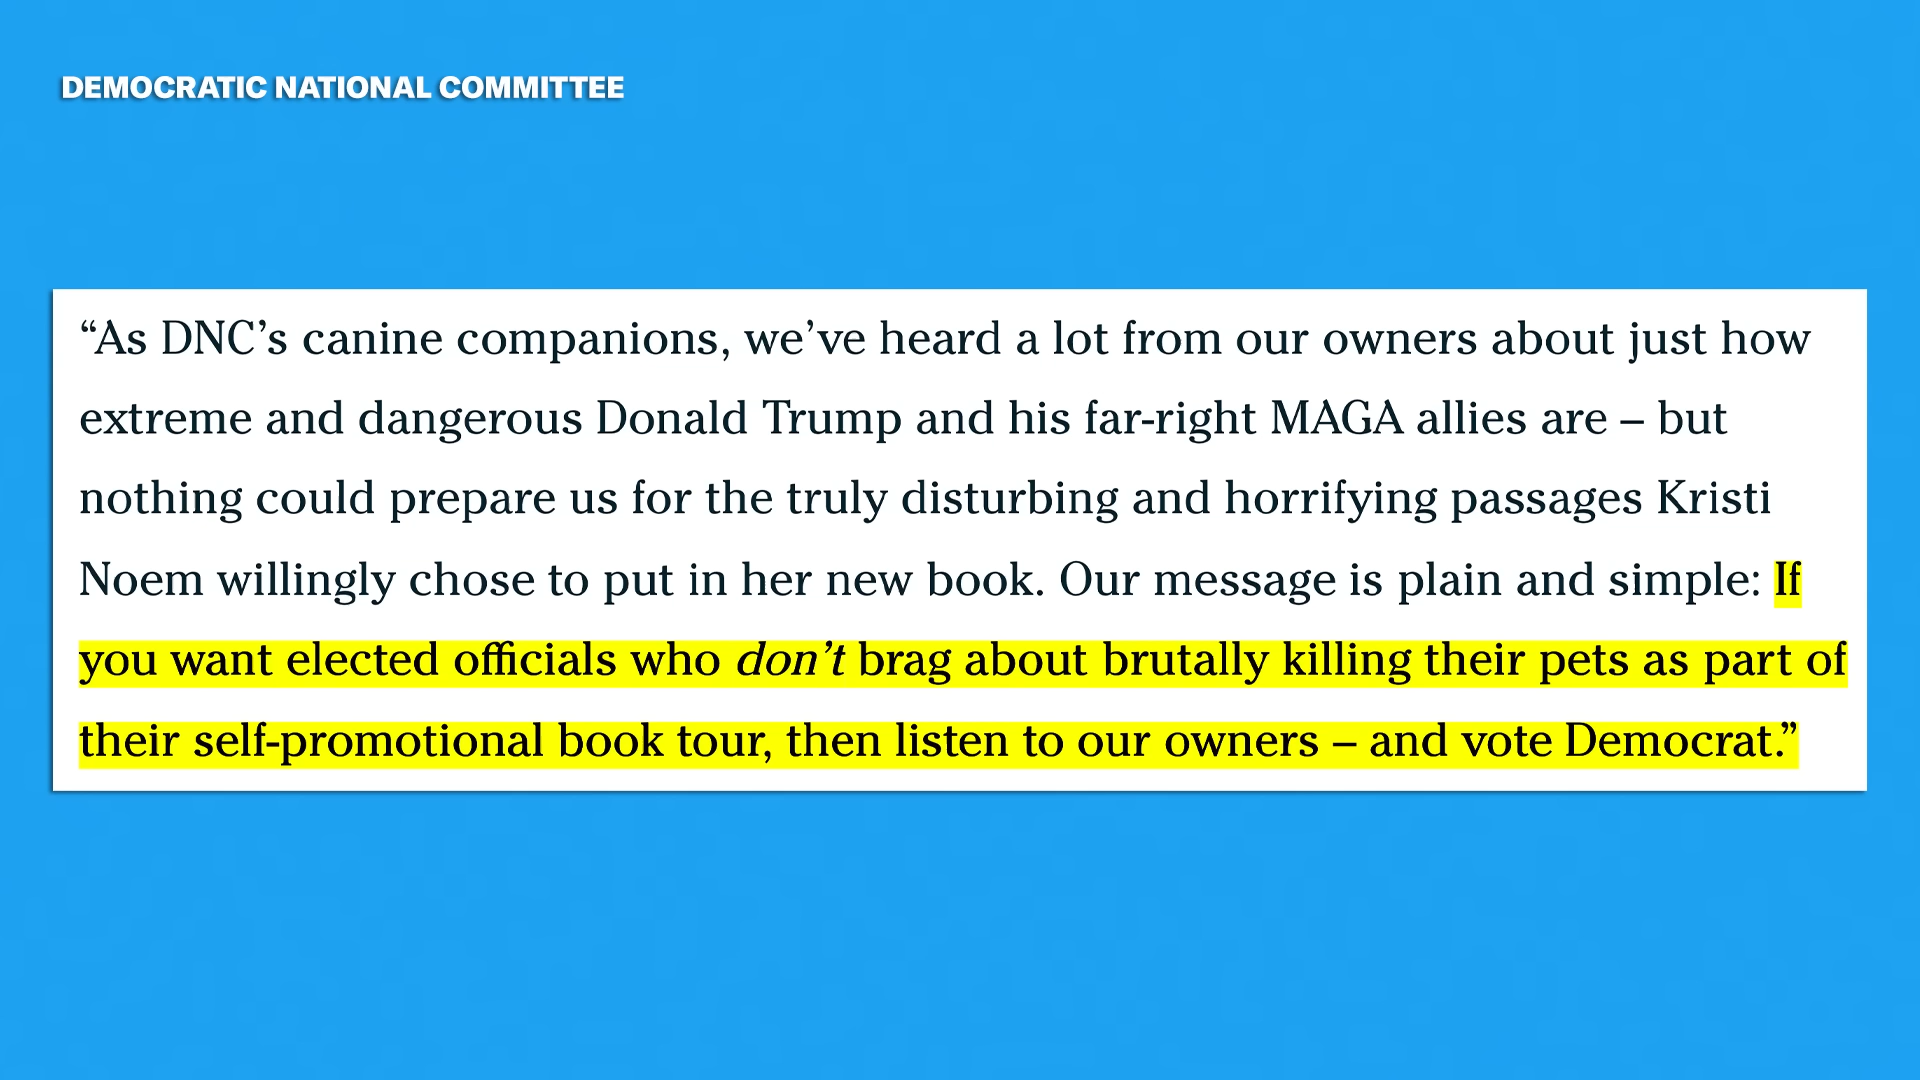 DEMOCRATIC NATIONAL COMMITTEE
“As DNC’s canine companions, we’ve heard a lot from our owners about just how
extreme and dangerous Donald Trump and his far-right MAGA allies are – but
nothing could prepare us for the truly disturbing and horrifying passages Kristi
Noem willingly chose to put in her new book. Our message is plain and simple: If
you want elected officials who don’t brag about brutally killing their pets as part of
their self-promotional book tour, then listen to our owners – and vote Democrat.”